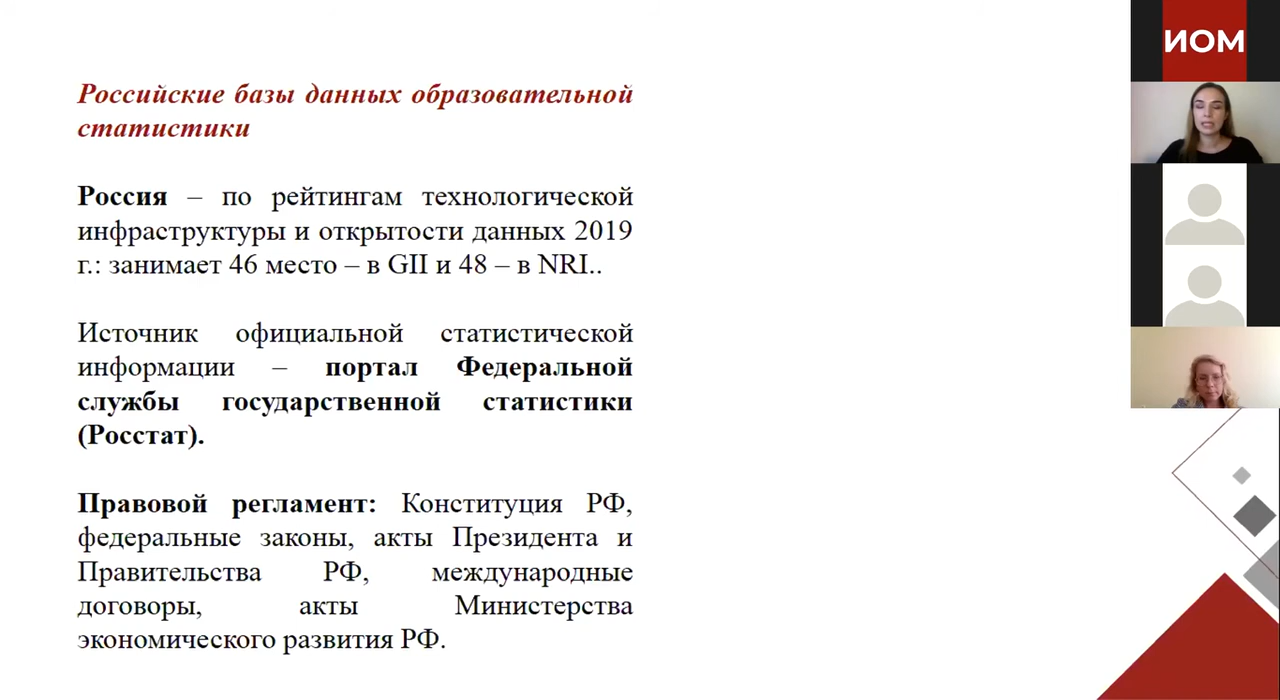 Российские базы данных образовательной
статистики
Россия – по рейтингам технологической
инфраструктуры и открытости данных 2019
г.: занимает 46 место – в GII и 48 – в NRI..
Источник официальной статистической
информации – портал Федеральной
службы государственной статистики
(Росстат).
Правовой регламент: Конституция РФ,
федеральные законы, акты Президента и
Правительства РФ, международные
договоры, акты Министерства
экономического развития РФ.
ИОМ